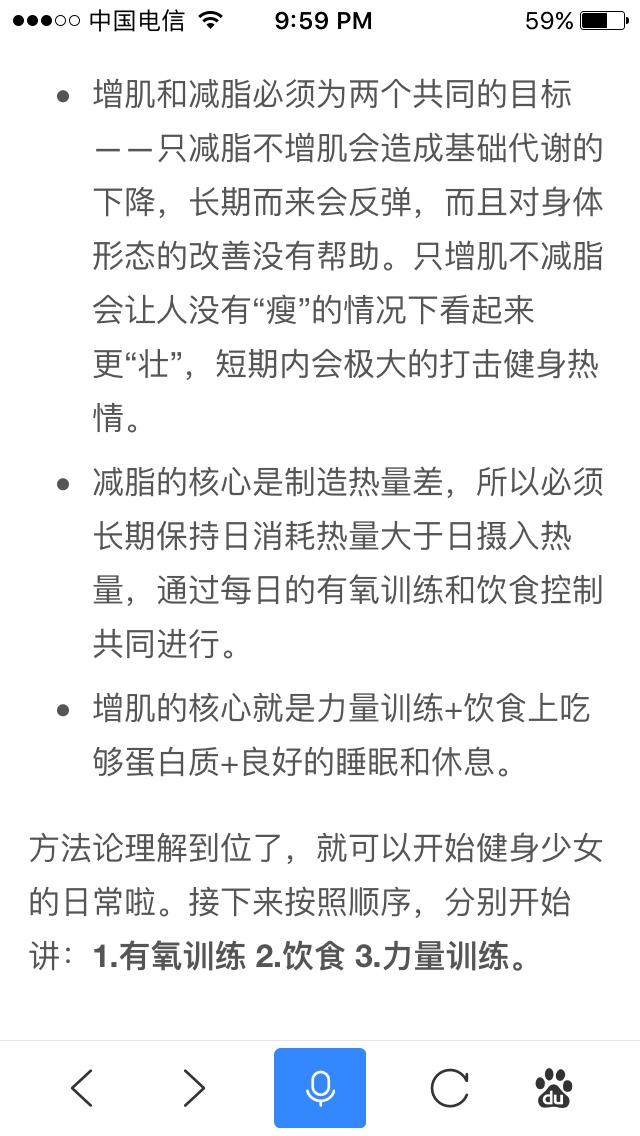 中国电信 9:59 PM 59%
增肌和减脂必须为两个共同的目标
——只减脂不增肌会造成基础代谢的
下降，长期而来会反弹，而且对身体
形态的改善没有帮助。只增肌不减脂
会让人没有“瘦”的情况下看起来
更“壮”，短期内会极大的打击健身热
情。
减脂的核心是制造热量差，所以必须
长期保持日消耗热量大于日摄入热
量，通过每日的有氧训练和饮食控制
共同进行。
增肌的核心就是力量训练+饮食上吃
够蛋白质+良好的睡眠和休息。
方法论理解到位了，就可以开始健身少女
的日常啦。接下来按照顺序，分别开始
讲：1.有氧训练 2.饮食 3.力量训练。
du